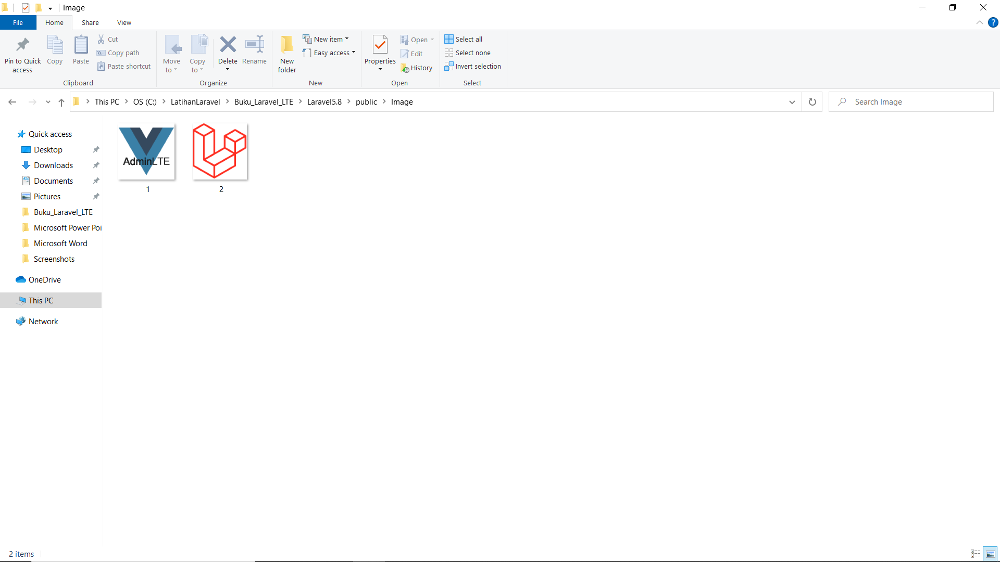 Image
File Home Share View
Pin to Quick access
Copy
Paste
Cut
Copy path
Paste shortcut
Clipboard
Move to
Copy to
Delete
Rename
Organize
New folder
New item
Easy access
New
Properties
Open
Edit
History
Open
Select all
Select none
Invert selection
Select
This PC > OS (C:) > LatihanLaravel > Buku_Laravel_LTE > Laravel5.8 > public > Image
Search Image
Quick access
Desktop
Downloads
Documents
Pictures
Buku_Laravel_LTE
Microsoft Power Poi
Microsoft Word
Screenshots
OneDrive
This PC
Network
AdminLTE
1
2
2 items